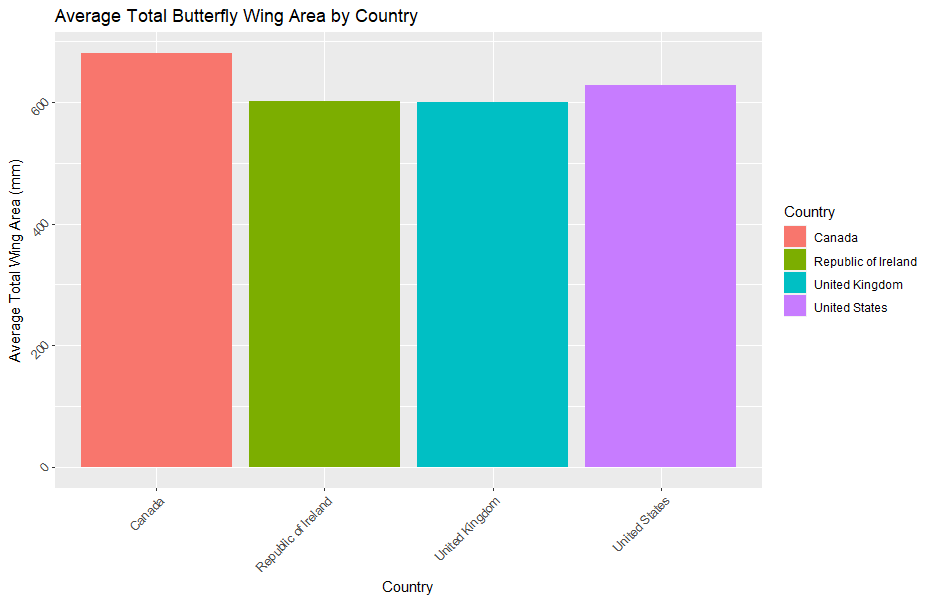 Average Total Butterfly Wing Area by Country
Average Total Wing Area (mm)
600
400
200
0
Canada
Republic of Ireland
United Kingdom
United States
Country
Country
Canada
Republic of Ireland
United Kingdom
United States